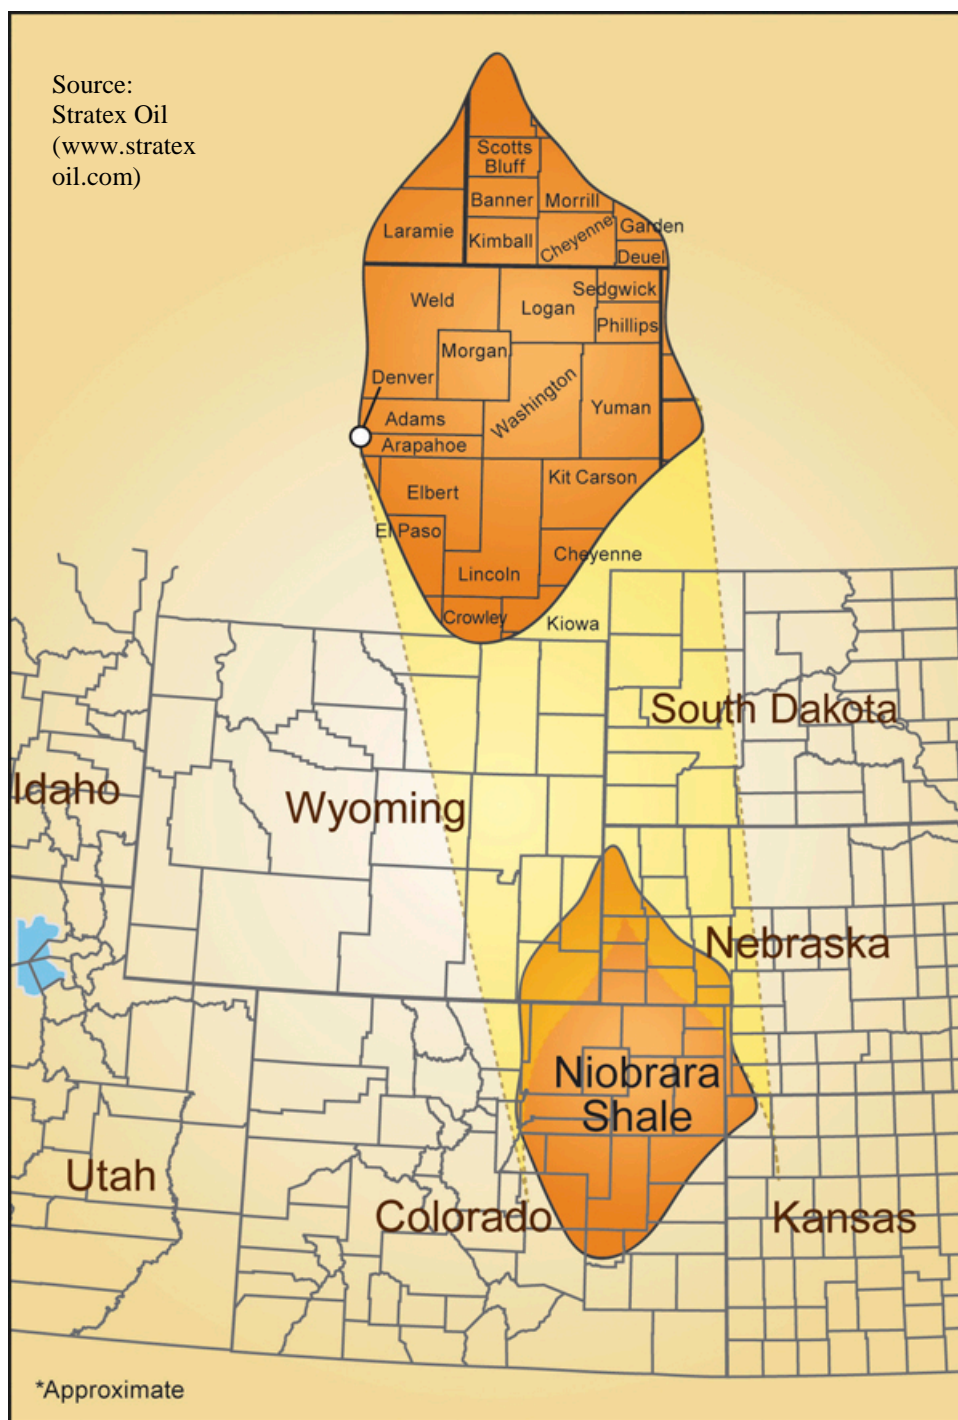 Source:
Stratex Oil
(www.stratex
oil.com)
Scotts
Bluff
Banner
Morrill
Laramie
Kimball
Cheyenne
Garden
Deuel
Weld
Logan
Sedgwick
Phillips
Morgan
Denver
Washington
Yuman
Adams
Arapahoe
Elbert
Kit Carson
El Paso
Cheyenne
Lincoln
Crowley
Kiowa
South Dakota
Idaho
Wyoming
Nebraska
Niobrara
Shale
Utah
Colorado
Kansas
*Approximate